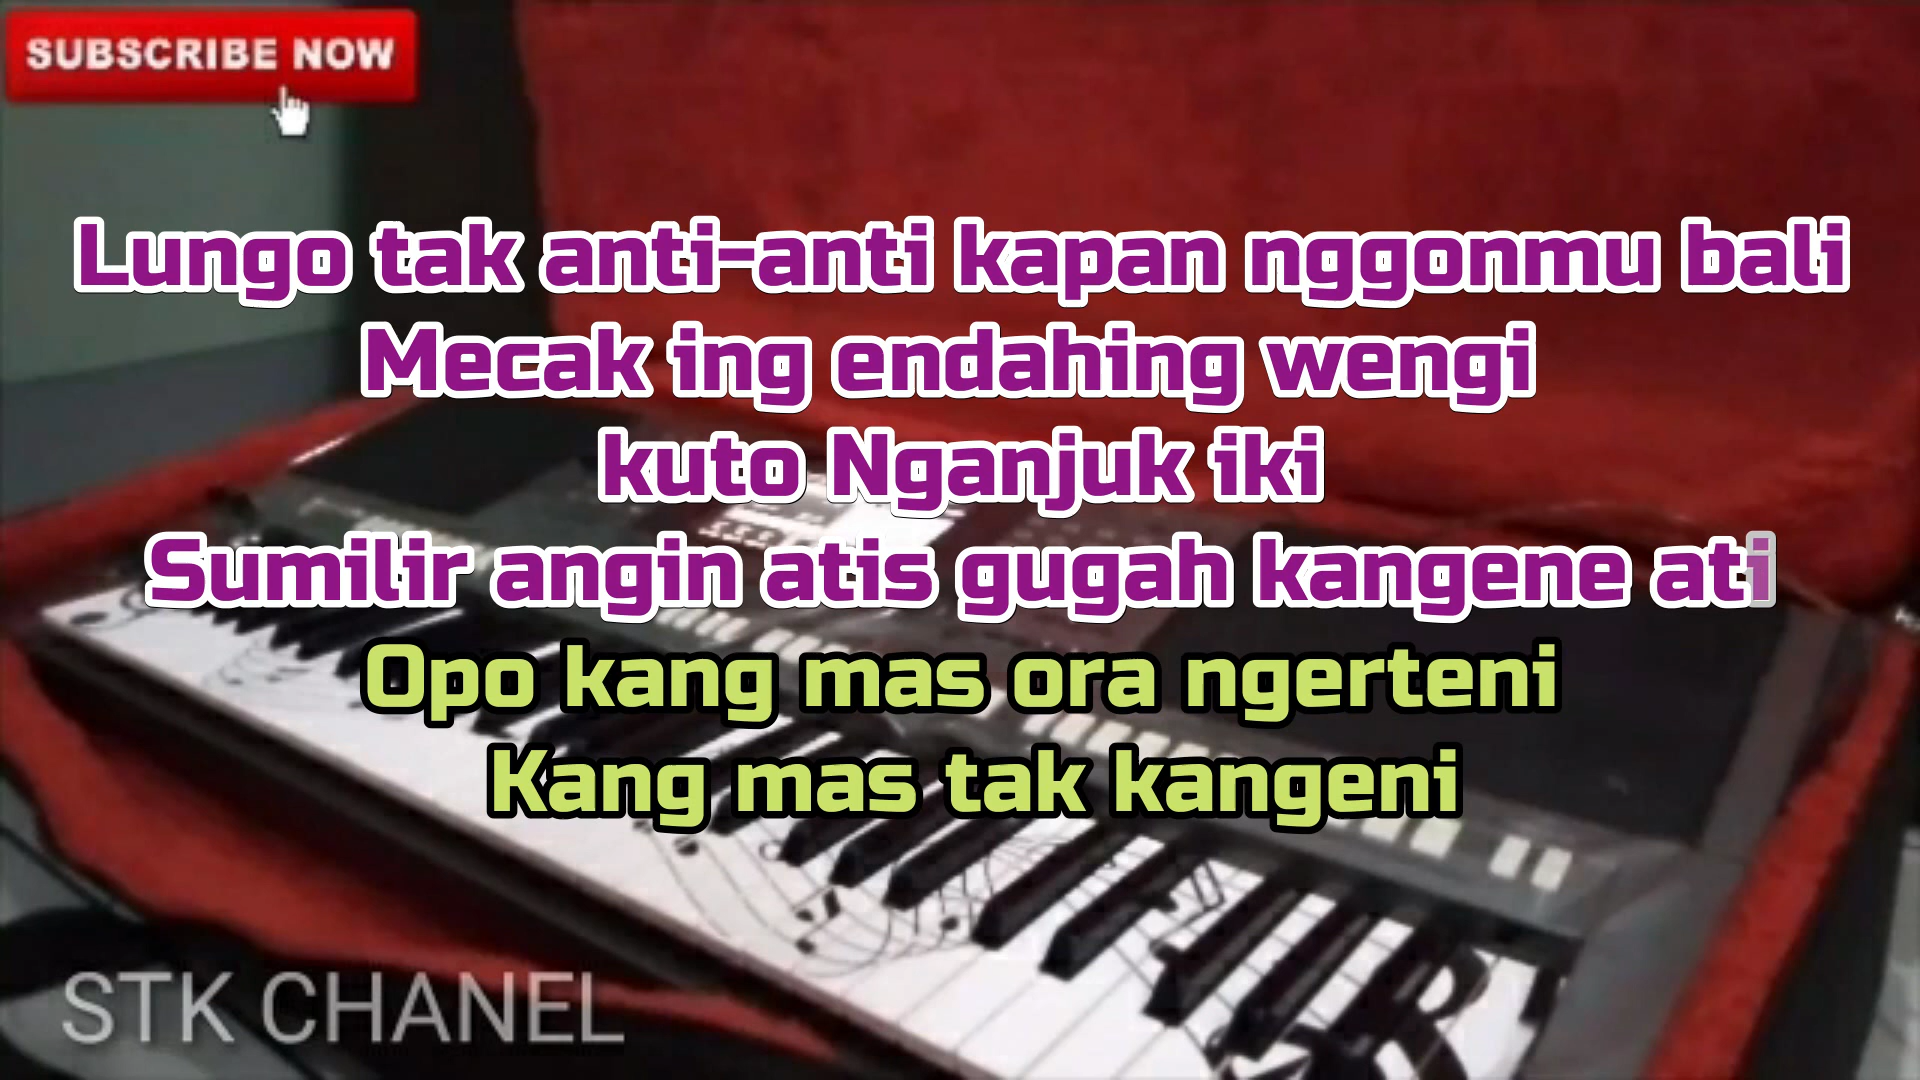 SUBSCRIBE NOW
Lungo tak anti-anti kapan nggonmu bali
Mecak ing endahing wengi
kuto Nganjuk iki
Sumilir angin atis gugah kangene ati
Opo kang mas ora ngerteni
Kang mas tak kangeni
STK CHANEL